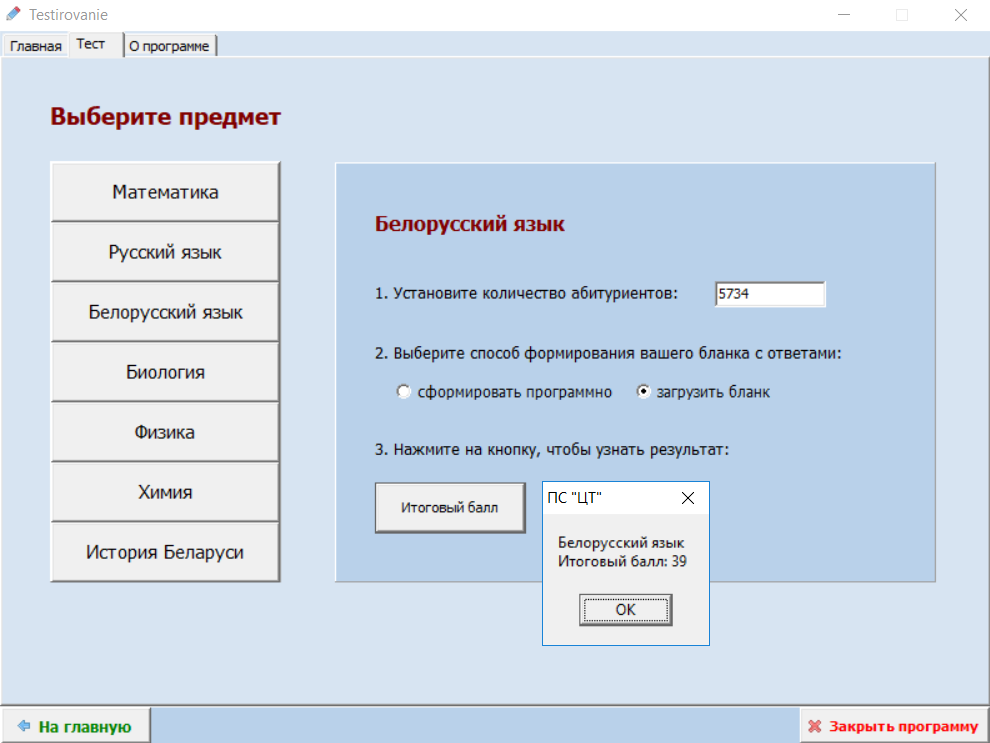 Testirovanie
Главная Тест О программе
Выберите предмет
Математика
Русский язык
Белорусский язык
Биология
Физика
Химия
История Беларуси
Белорусский язык
1. Установите количество абитуриентов: 5734
2. Выберите способ формирования вашего бланка с ответами:
сформировать программно загрузить бланк
3. Нажмите на кнопку, чтобы узнать результат:
Итоговый балл
ПС "ЦТ"
Белорусский язык
Итоговый балл: 39
OK
На главную
Закрыть программу